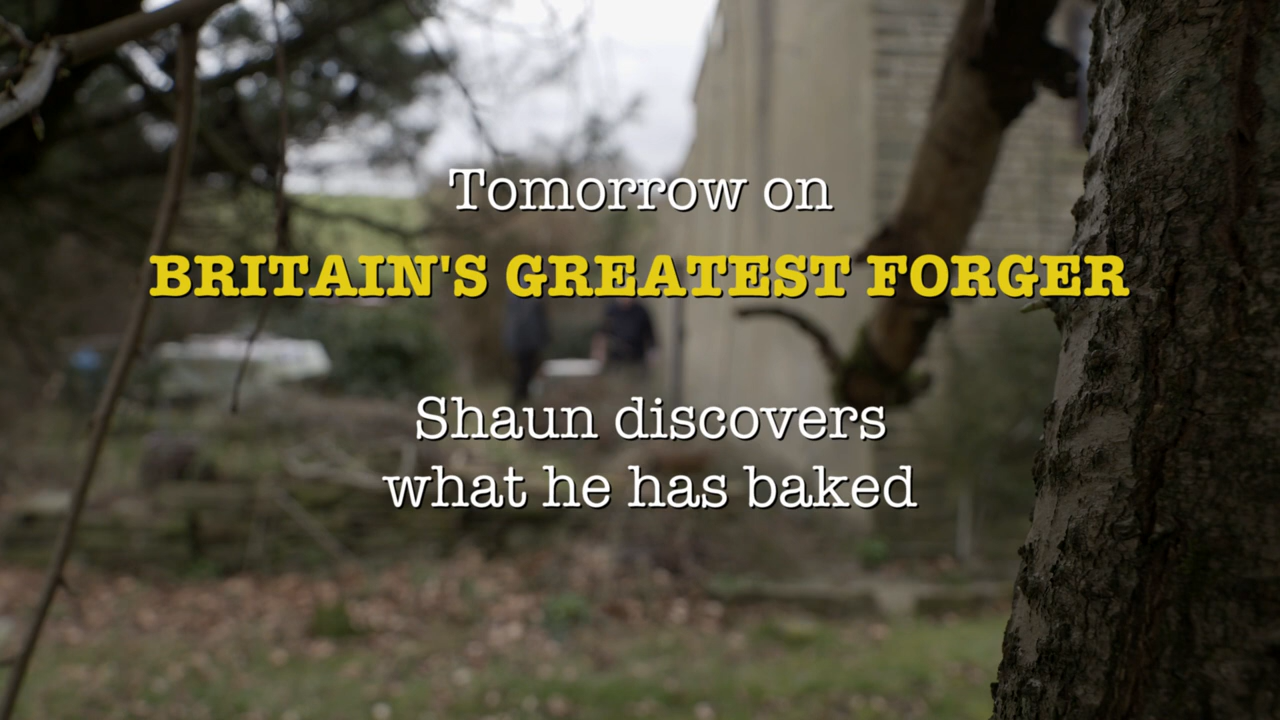 Tomorrow on
BRITAIN'S GREATEST FORGER
Shaun discovers
what he has baked